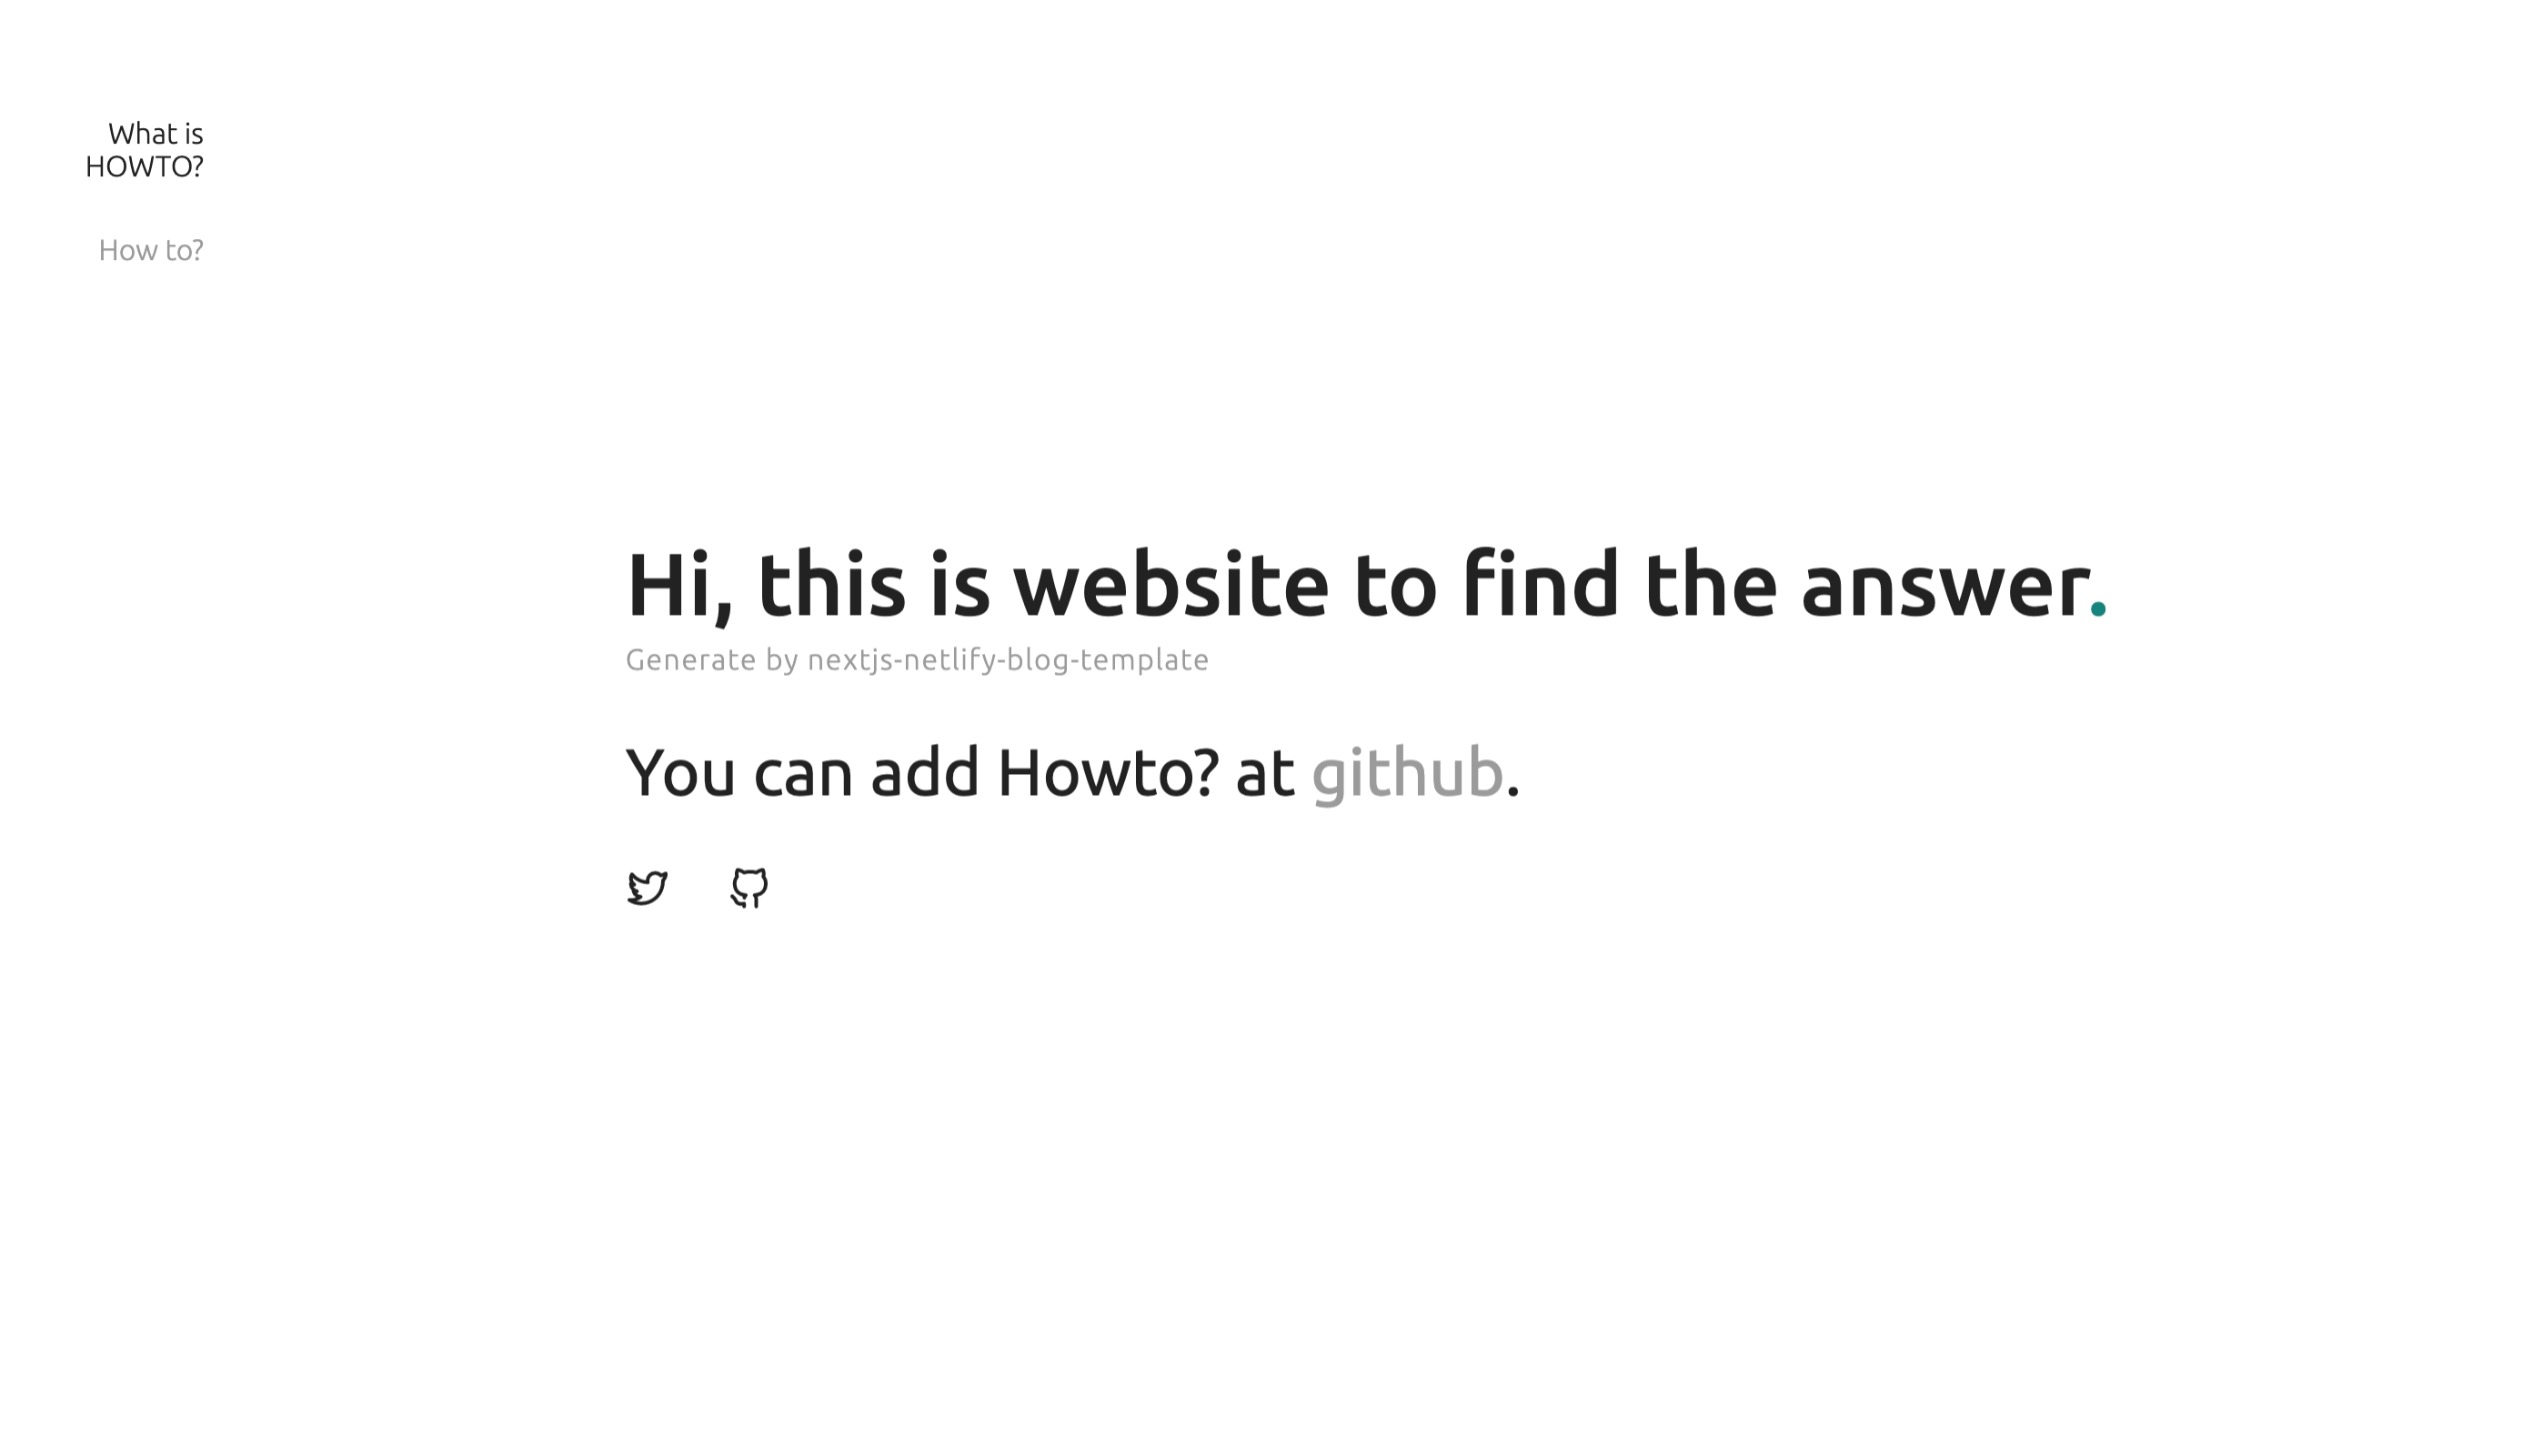 What is
HOWTO?
How to?
Hi, this is website to find the answer.
Generate by nextjs-netlify-blog-template
You can add Howto? at github.